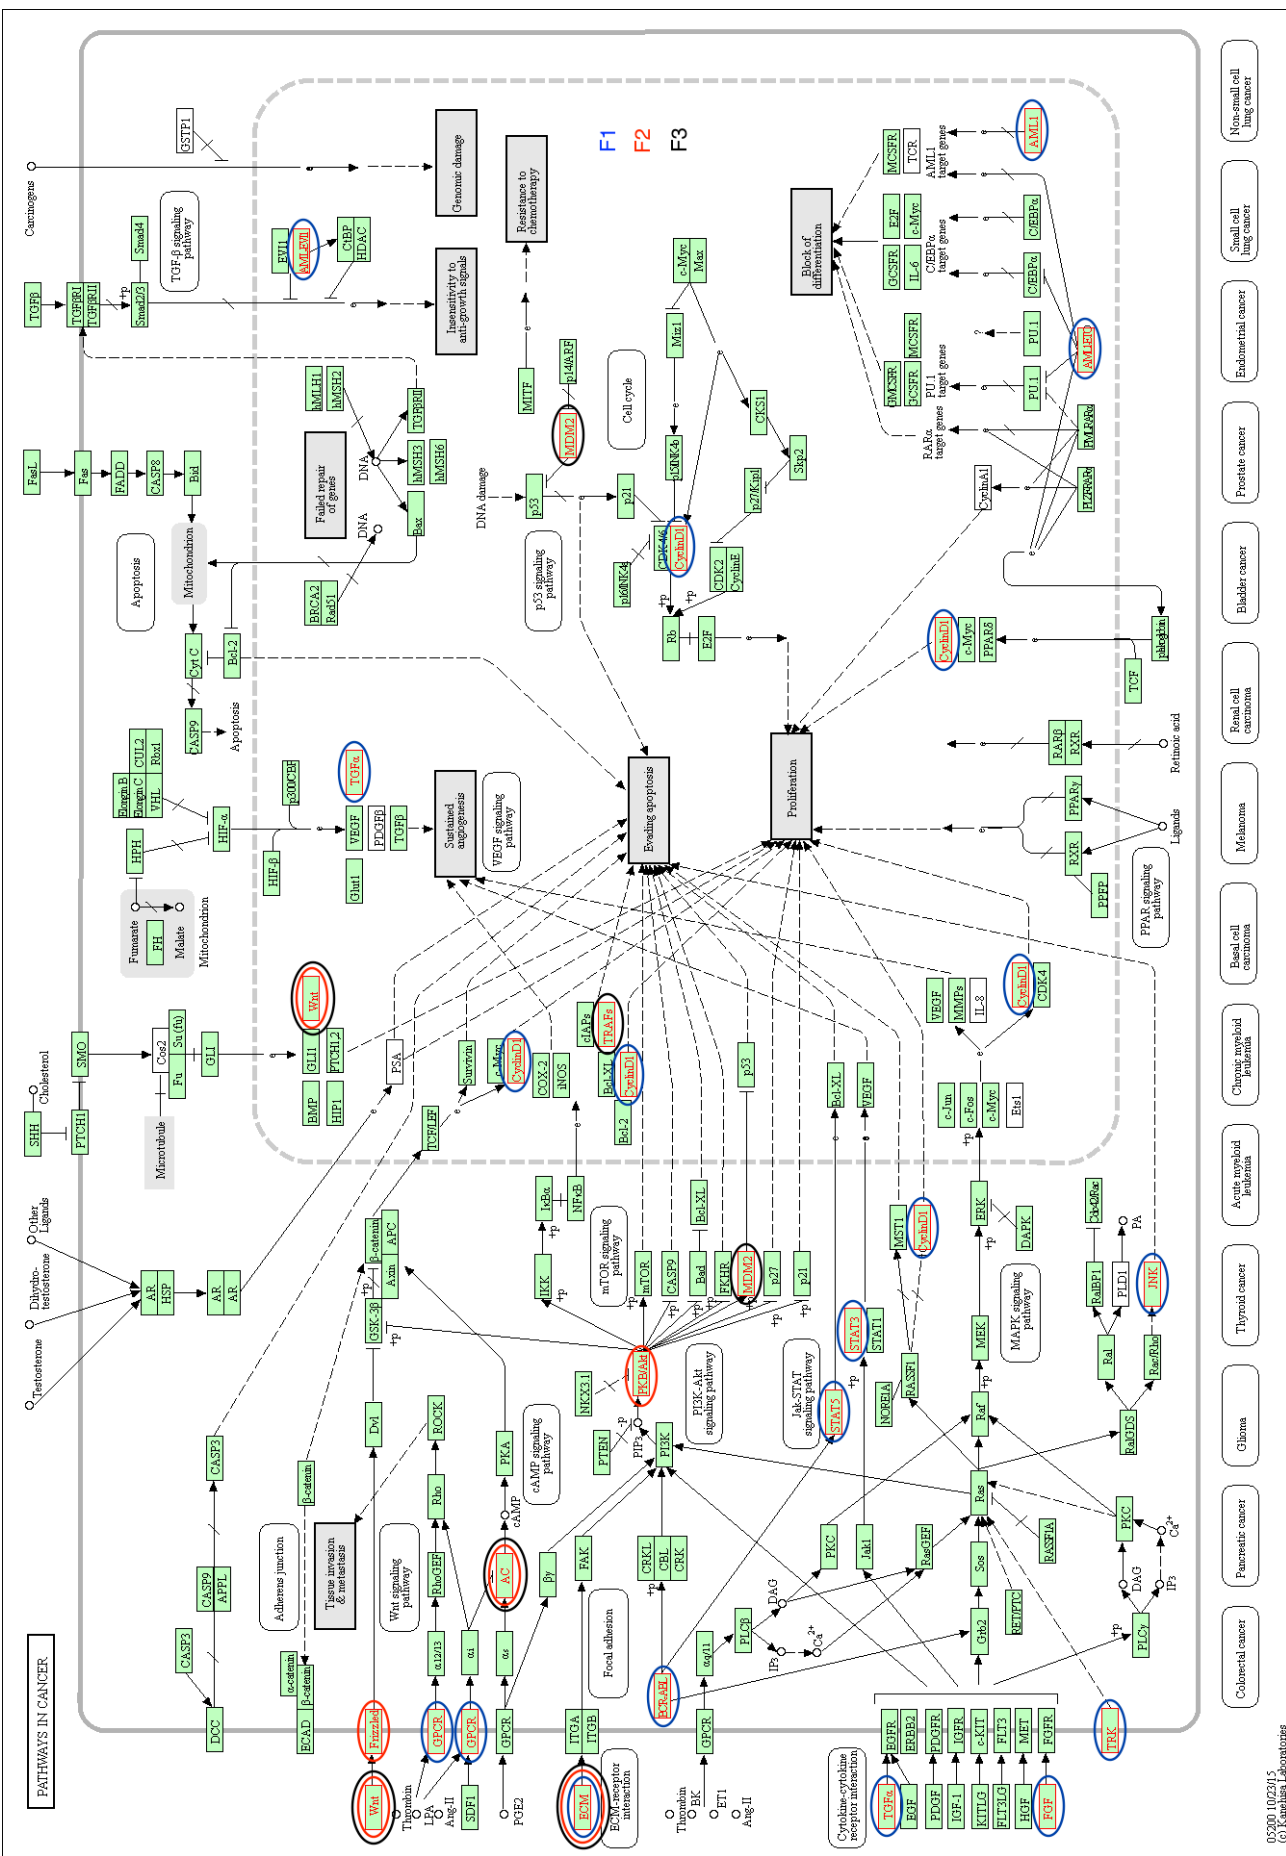 PATHWAYS IN CANCER
F1
F2
F3
Carcinogens
GSTP1
Genomic damage
TGFβ
TGFβRI
TGFβRII
+p
Smad2/3
Smad4
TGF-β signaling
pathway
EVI1
AML-EVI1
CtBP
HDAC
e
Insensitivity to
anti-growth signals
Resistance to
chemotherapy
MITF
FasL
Fas
FADD
CASP8
Bid
Mitochondrion
Apoptosis
Cyt C
CASP9
Apoptosis
Bcl-2
Failed repair
of genes
hMLH1
hMSH2
DNA
hMSH3
hMSH6
TGFβRII
Bax
BRCA2
Rad51
DNA
DNA damage
p53
MDM2
p14/ARF
p53 signaling
pathway
Cell cycle
p21
p16INK4a
p15INK4b
CDK4/6
CyclinD1
Miz1
c-Myc
Max
CKS1
Skp2
p27/Kip1
CDK2
CyclinE
Rb
E2F
+p
+p
e
Block of
differentiation
MCSFR
TCR
AML1
target genes
AML1
E2F
c-Myc
GCSFR
IL-6
C/EBPα
target genes
C/EBPα
C/EBPα
MCSFR
GMCSFR
GCSFR
PU.1
target genes
PU.1
PU.1
?
AML1-ETO
RARα
target genes
PML-RARα
PLZF-RARα
CyclinA1
CyclinD1
c-Myc
PPARδ
TCF
Elongin B
Elongin C
CUL2
Rbx1
VHL
HPH
HIF-α
HIF-β
p300/CBP
Fumarate
FH
Malate
Mitochondrion
Glut1
VEGF
TGFα
PDGFB
TGFβ
Sustained
angiogenesis
VEGF signaling
pathway
Evading apoptosis
Proliferation
RARβ
RXR
Retinoic acid
PPARγ
RXR
Ligands
PPFP
PPAR signaling
pathway
SHH
Cholesterol
PTCH1
SMO
Microtubule
Cos2
Fu
Su(fu)
GLI
GLI1
PTCH1,2
Wnt
BMP
HIP1
PSA
TCF/LEF
Survivin
c-Myc
CyclinD1
COX-2
iNOS
cIAPs
TRAFs
Bcl-XL
CyclinD1
Bcl-2
p53
Bcl-XL
VEGF
VEGF
MMPs
IL-8
CyclinD1
CDK4
c-Jun
c-Fos
c-Myc
Ets1
Testosterone
Dihydro-
testosterone
Other
Ligands
AR
HSP
AR
AR
β-catenin
APC
Axin
GSK-3β
+p
IκBα
NFκB
IKK
mTOR signaling
pathway
mTOR
CASP9
Bad
Bcl-XL
FKHR
MDM2
p27
p21
MST1
CyclinD1
ERK
DAPK
Cdc42/Rac
PA
RalBP1
PLD1
JNK
STAT3
STAT1
STAT5
MEK
MAPK signaling
pathway
Ral
Rac/Rho
NORE1A
RASSF1
Raf
RalGDS
NKX3.1
PKB/Akt
PI3K-Akt
signaling pathway
PTEN
PIP3
PI3K
-p
Jak-STAT
signaling pathway
CASP3
CASP9
APPL
CASP3
DCC
Adherens junction
β-catenin
α-catenin
β-catenin
ECAD
Tissue invasion
& metastasis
Dvl
Frizzled
Wnt
Wnt signaling
pathway
ROCK
Rho
RhoGEF
α12/13
GPCR
Thrombin
LPA
Ang-II
αi
GPCR
SDF1
PKA
cAMP signaling
pathway
cAMP
AC
αs
GPCR
PGE2
βγ
FAK
ITGA
ITGB
ECM
ECM-receptor
interaction
Focal adhesion
CRKL
CBL
CRK
BCR-ABL
αq/11
GPCR
Thrombin
BK
ET1
Ang-II
PLCβ
DAG
IP3
Ca2+
PKC
Jak1
RasGEF
Ras
Sos
Grb2
RET/PTC
RASSF1A
PKC
DAG
IP3
Ca2+
PLCγ
+p
Cytokine-cytokine
receptor interaction
TGFα
EGF
PDGF
IGF-1
KITLG
FLT3LG
HGF
FGF
EGFR
ERBB2
PDGFR
IGFR
c-KIT
FLT3
MET
FGFR
TRK
Colorectal cancer
Pancreatic cancer
Glioma
Thyroid cancer
Acute myeloid
leukemia
Chronic myeloid
leukemia
Basal cell
carcinoma
Melanoma
Renal cell
carcinoma
Bladder cancer
Prostate cancer
Endometrial cancer
Small cell
lung cancer
Non-small cell
lung cancer
05200 10/23/15
(c) Kanehisa Laboratories